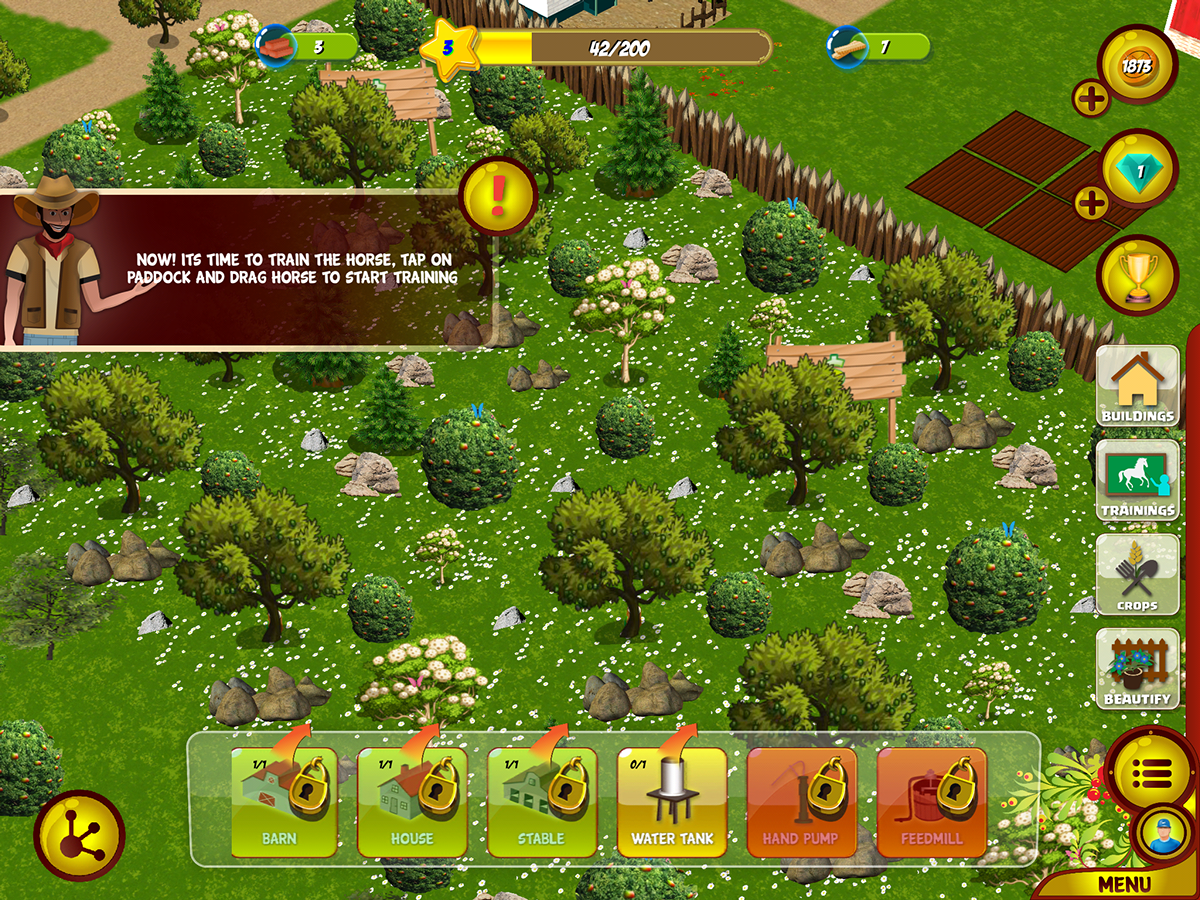 3
3
42/200
7
1873
1
NOW! ITS TIME TO TRAIN THE HORSE, TAP ON
PADDOCK AND DRAG HORSE TO START TRAINING
BUILDINGS
TRAININGS
CROPS
BEAUTIFY
1/1
1/1
1/1
0/1
BARN
HOUSE
STABLE
WATER TANK
HAND PUMP
FEEDMILL
MENU